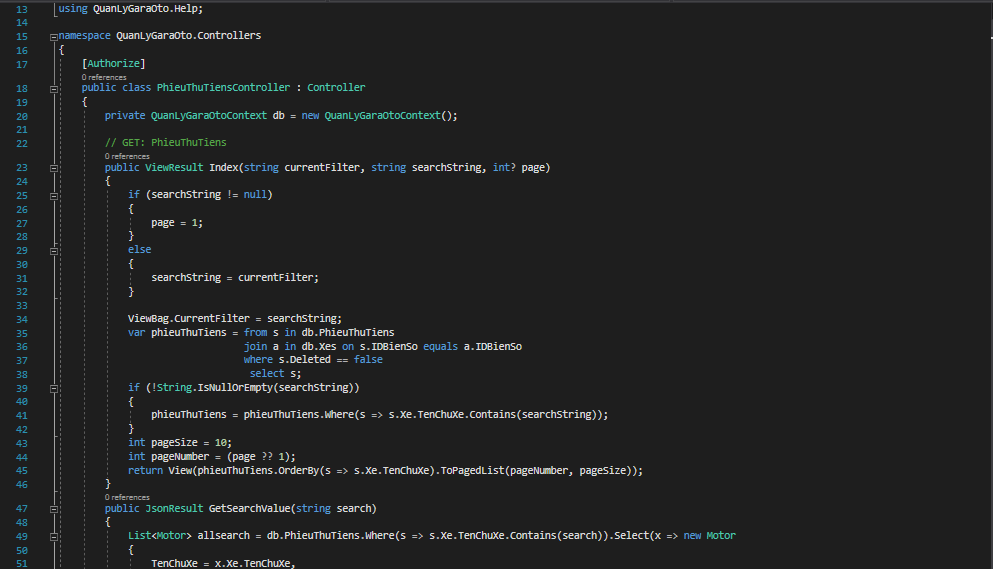 13 using QuanLyGaraOto.Help;
14
15 namespace QuanLyGaraOto.Controllers
16 {
17 [Authorize]
0 references
18 public class PhieuThuTiensController : Controller
19 {
20 private QuanLyGaraOtoContext db = new QuanLyGaraOtoContext();
21
22 // GET: PhieuThuTiens
0 references
23 public ViewResult Index(string currentFilter, string searchString, int? page)
24 {
25 if (searchString != null)
26 {
27 page = 1;
28 }
29 else
30 {
31 searchString = currentFilter;
32 }
33
34 ViewBag.CurrentFilter = searchString;
35 var phieuThuTiens = from s in db.PhieuThuTiens
36 join a in db.Xes on s.IDBienSo equals a.IDBienSo
37 where s.Deleted == false
38 select s;
39 if (!String.IsNullOrEmpty(searchString))
40 {
41 phieuThuTiens = phieuThuTiens.Where(s => s.Xe.TenChuXe.Contains(searchString));
42 }
43 int pageSize = 10;
44 int pageNumber = (page ?? 1);
45 return View(phieuThuTiens.OrderBy(s => s.Xe.TenChuXe).ToPagedList(pageNumber, pageSize));
46 }
0 references
47 public JsonResult GetSearchValue(string search)
48 {
49 List<Motor> allsearch = db.PhieuThuTiens.Where(s => s.Xe.TenChuXe.Contains(search)).Select(x => new Motor
50 {
51 TenChuXe = x.Xe.TenChuXe,